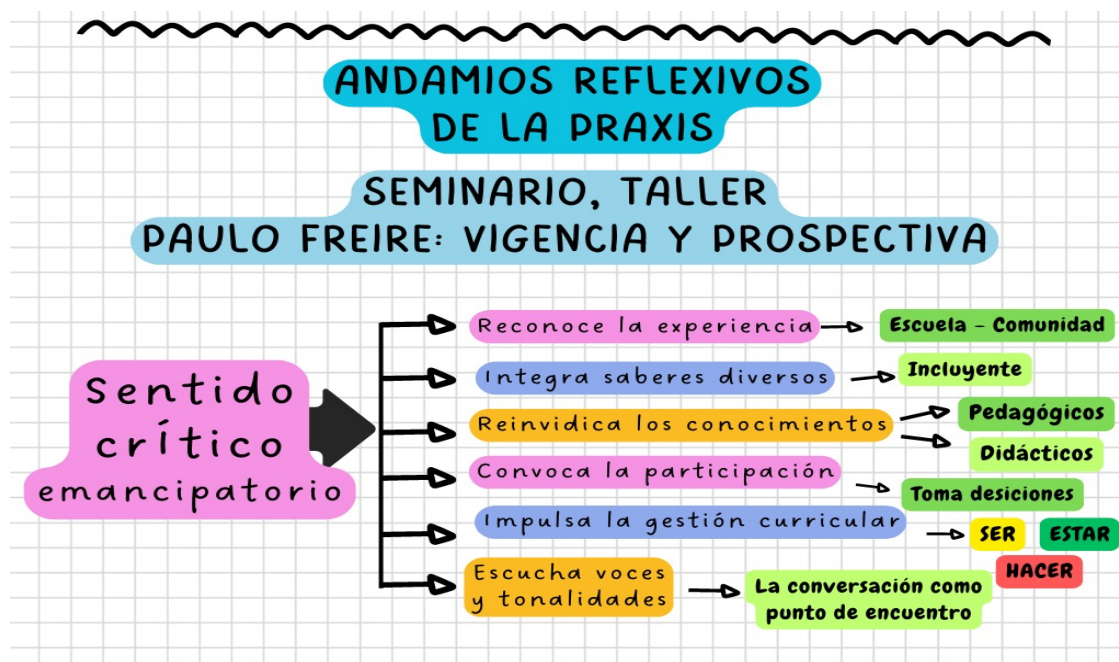 ANDAMIOS REFLEXIVOS
DE LA PRAXIS
SEMINARIO, TALLER
PAULO FREIRE: VIGENCIA Y PROSPECTIVA
Sentido
crítico
emancipatorio
Reconoce la experiencia
Escuela - Comunidad
Integra saberes diversos
Incluyente
Reinvidica los conocimientos
Pedagógicos
Didácticos
Convoca la participación
Toma desiciones
Impulsa la gestión curricular
SER
ESTAR
HACER
Escucha voces
y tonalidades
La conversación como
punto de encuentro